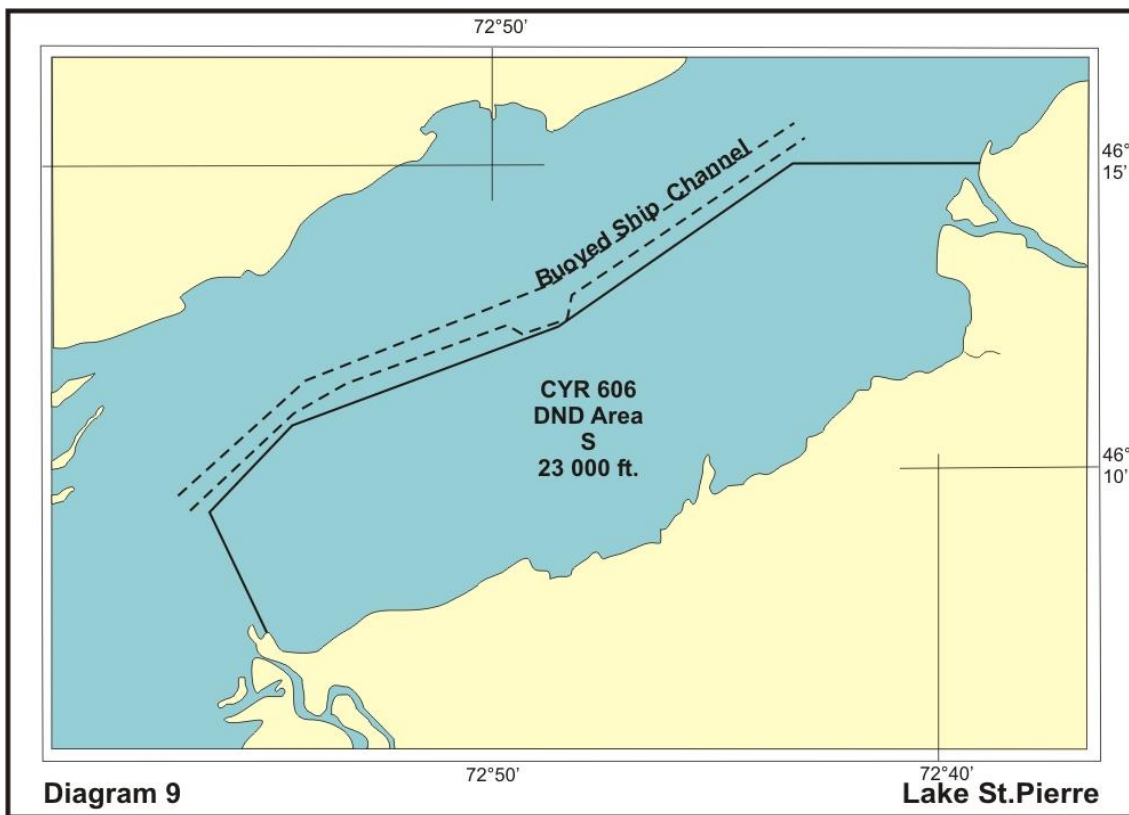 72°50'
46°
15'
Buoyed Ship Channel
CYR 606
DND Area
S
23 000 ft.
46°
10'
72°50'
72°40'
Diagram 9
Lake St.Pierre